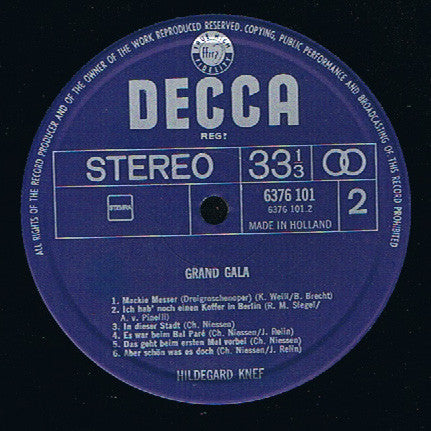 ALL RIGHTS OF THE RECORD PRODUCER AND OF THE OWNER OF THE WORK REPRODUCED RESERVED. COPYING, PUBLIC PERFORMANCE AND BROADCASTING OF THIS RECORD PROHIBITED
ffrr
DECCA
REGD
STEREO
33 1/3
STEMRA
6376 101
6376 101.2
MADE IN HOLLAND
2
GRAND GALA
1. Mackie Messer (Dreigroschenoper) (K. Weill/B. Brecht)
2. Ich hab' noch einen Koffer in Berlin (R. M. Siegel/
A. v. Pinelli)
3. In dieser Stadt (Ch. Niessen)
4. Es war beim Bal Paré (Ch. Niessen/J. Relin)
5. Das geht beim ersten Mal vorbei (Ch. Niessen)
6. Aber schön was es doch (Ch. Niessen/J. Relin)
HILDEGARD KNEF